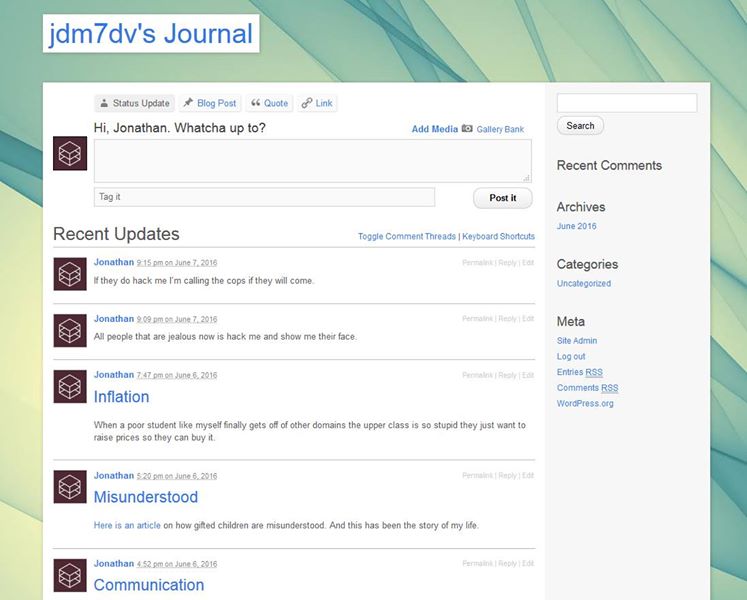 jdm7dv's Journal
Status Update Blog Post Quote Link
Hi, Jonathan. Whatcha up to? Add Media Gallery Bank
Tag it Post it
Recent Updates Toggle Comment Threads | Keyboard Shortcuts
Jonathan 9:15 pm on June 7, 2016 Permalink | Reply | Edit
If they do hack me I'm calling the cops if they will come.
Jonathan 9:09 pm on June 7, 2016 Permalink | Reply | Edit
All people that are jealous now is hack me and show me their face.
Jonathan 7:47 pm on June 6, 2016 Permalink | Reply | Edit
Inflation
When a poor student like myself finally gets off of other domains the upper class is so stupid they just want to
raise prices so they can buy it.
Jonathan 5:20 pm on June 6, 2016 Permalink | Reply | Edit
Misunderstood
Here is an article on how gifted children are misunderstood. And this has been the story of my life.
Jonathan 4:52 pm on June 6, 2016 Permalink | Reply | Edit
Communication
Search
Recent Comments
Archives
June 2016
Categories
Uncategorized
Meta
Site Admin
Log out
Entries RSS
Comments RSS
WordPress.org